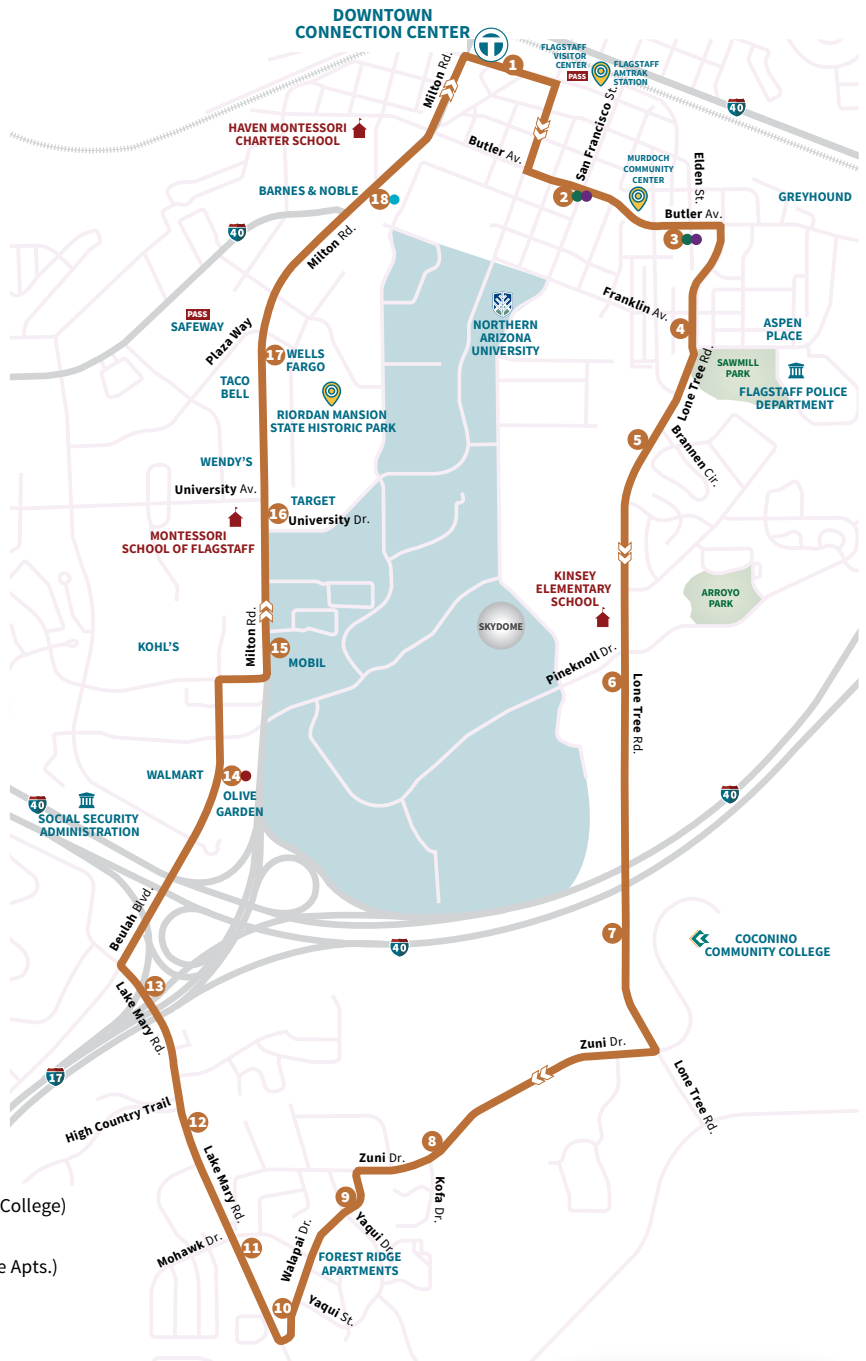 DOWNTOWN
CONNECTION CENTER
1
FLAGSTAFF
VISITOR
CENTER
PASS
FLAGSTAFF
AMTRAK
STATION
40
Milton Rd.
San Francisco St.
HAVEN MONTESSORI
CHARTER SCHOOL
Butler Av.
MURDOCH
COMMUNITY
CENTER
Elden St.
BARNES & NOBLE
18
2
Butler Av.
GREYHOUND
40
Milton Rd.
3
PASS
SAFEWAY
Plaza Way
NORTHERN
ARIZONA
UNIVERSITY
Franklin Av.
4
ASPEN
PLACE
17
WELLS
FARGO
Lone Tree Rd.
SAWMILL
PARK
TACO
BELL
FLAGSTAFF POLICE
DEPARTMENT
RIORDAN MANSION
STATE HISTORIC PARK
5
Brannen Cir.
WENDY'S
University Av.
TARGET
16
University Dr.
MONTESSORI
SCHOOL OF FLAGSTAFF
KINSEY
ELEMENTARY
SCHOOL
ARROYO
PARK
SKYDOME
Milton Rd.
KOHL'S
15
MOBIL
Pineknoll Dr.
6
Lone Tree Rd.
WALMART
14
OLIVE
GARDEN
40
40
SOCIAL SECURITY
ADMINISTRATION
Beulah Blvd.
7
40
COCONINO
COMMUNITY COLLEGE
13
Lake Mary Rd.
Zuni Dr.
17
Lone Tree Rd.
High Country Trail
12
8
Zuni Dr.
Lake Mary Rd.
Kofa Dr.
9
College)
Yaqui Dr.
Mohawk Dr.
11
Walapai Dr.
FOREST RIDGE
APARTMENTS
e Apts.)
10
Yaqui St.